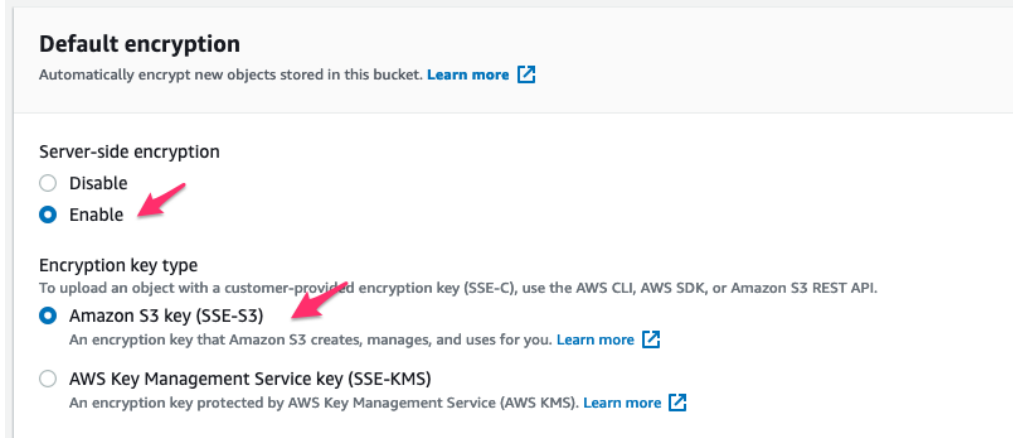 Default encryption
Automatically encrypt new objects stored in this bucket. Learn more
Server-side encryption
Disable
Enable
Encryption key type
To upload an object with a customer-provided encryption key (SSE-C), use the AWS CLI, AWS SDK, or Amazon S3 REST API.
Amazon S3 key (SSE-S3)
An encryption key that Amazon S3 creates, manages, and uses for you. Learn more
AWS Key Management Service key (SSE-KMS)
An encryption key protected by AWS Key Management Service (AWS KMS). Learn more